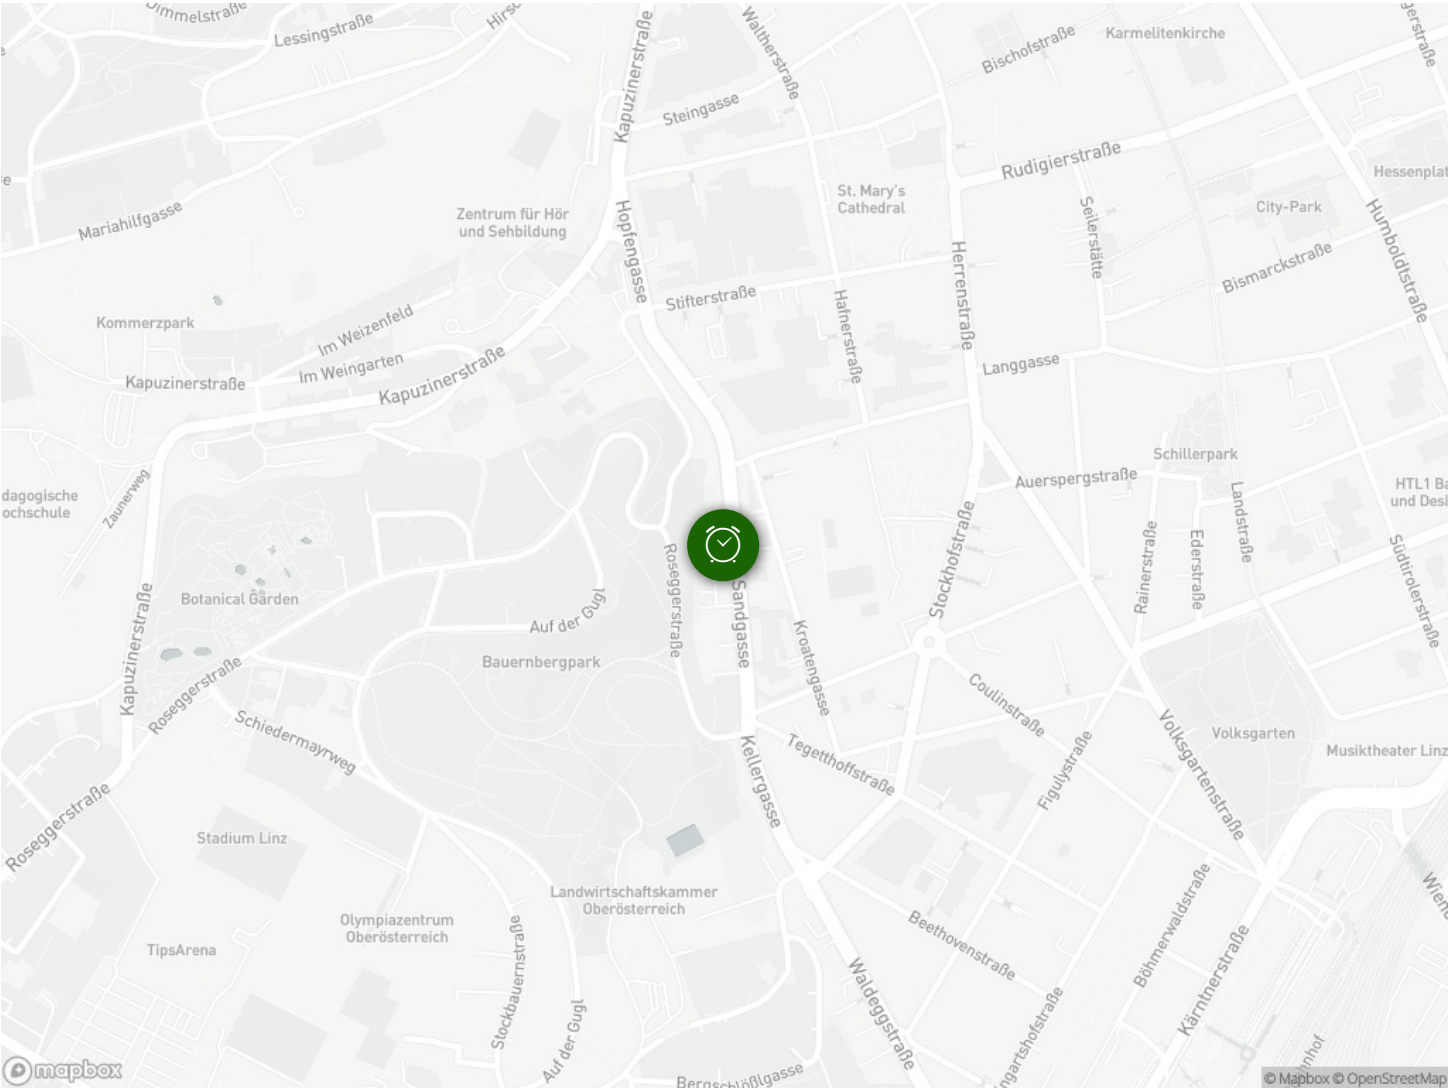 Dimmelstraße
Lessingstraße
Kapuzinerstraße
Waltherstraße
Steingasse
Bischofstraße
Karmelitenkirche
Rudigierstraße
St. Mary's
Cathedral
Seilerstätte
City-Park
Hessenplat
Humboldtstraße
Bismarckstraße
Mariahilfgasse
Zentrum für Hör
und Sehbildung
Hopfengasse
Stifterstraße
Hafnerstraße
Herrenstraße
Langgasse
Kommerzpark
Im Weizenfeld
Im Weingarten
Kapuzinerstraße
Kapuzinerstraße
Schillerpark
Auerspergstraße
Landstraße
HTL1 Ba
und Desi
dagogische
ochschule
Zaunerweg
Südtirolerstraße
Rainerstraße
Ederstraße
Stockhofstraße
Roseggerstraße
Sandgasse
Kroatengasse
Botanical Garden
Auf der Gugl
Bauernbergpark
Kapuzinerstraße
Roseggerstraße
Schiedermayrweg
Coulinstraße
Volksgarten
Volksgartenstraße
Musiktheater Linz
Figulystraße
Tegetthoffstraße
Kellergasse
Roseggerstraße
Stadium Linz
Landwirtschaftskammer
Oberösterreich
Olympiazentrum
Oberösterreich
TipsArena
Stockbauernstraße
Auf der Gugl
Beethovenstraße
Böhmerwaldstraße
Kärntnerstraße
Waldeggstraße
ngartshofstraße
Bergschlößlgasse
mapbox
© Mapbox © OpenStreetMap